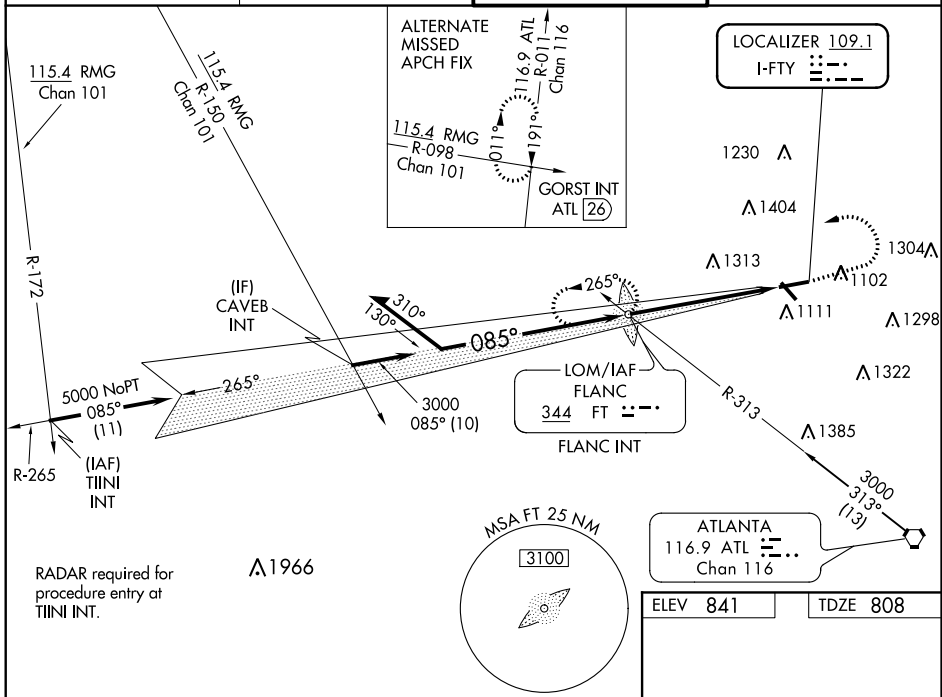 ALTERNATE
MISSED
APCH FIX
116.9 ATL
R-011
Chan 116
115.4 RMG
R-098
Chan 101
011°
191°
GORST INT
ATL 26
LOCALIZER 109.1
I-FTY
115.4 RMG
Chan 101
115.4 RMG
R-150
Chan 101
1230
1404
1313
1304
1102
1111
1298
1322
1385
R-172
(IF)
CAVEB
INT
310°
130°
085°
265°
265°
5000 NoPT
085°
(11)
3000
085° (10)
LOM/IAF
FLANC
344 FT
FLANC INT
R-313
R-265
(IAF)
TIINI
INT
3000
313°
(13)
ATLANTA
116.9 ATL
Chan 116
MSA FT 25 NM
3100
1966
RADAR required for
procedure entry at
TIINI INT.
ELEV 841
TDZE 808